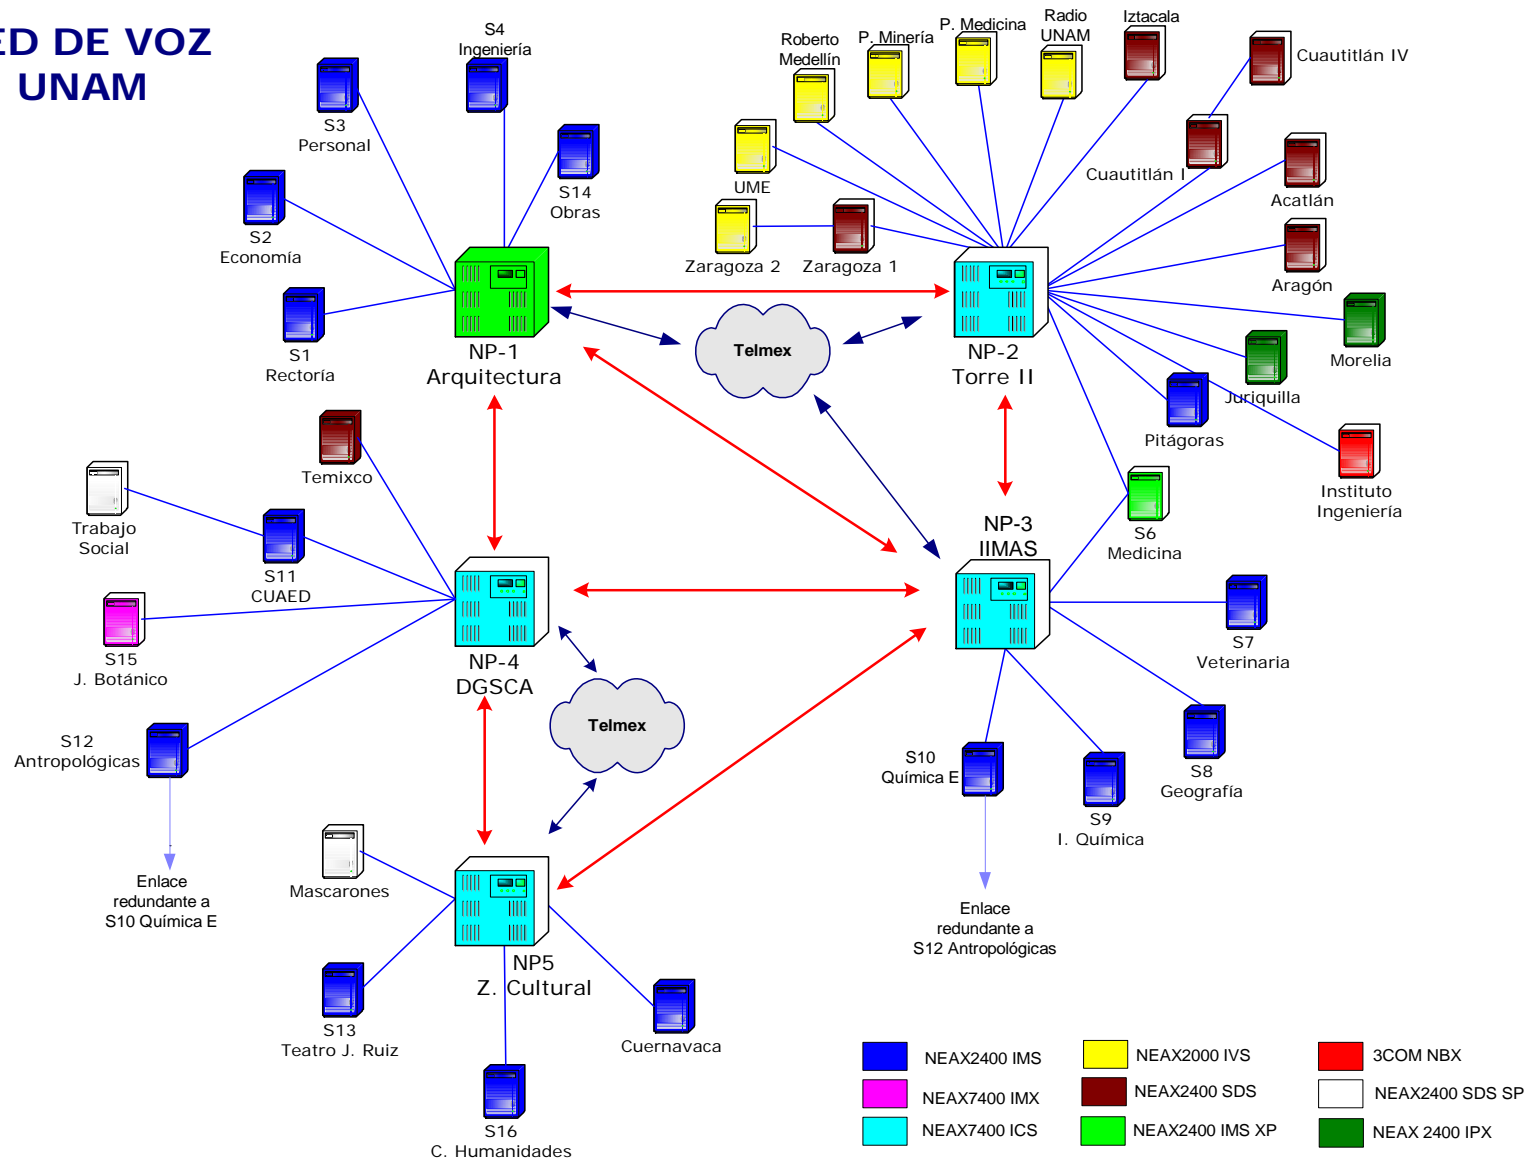 ED DE VOZ
UNAM
S4
Ingeniería
S3
Personal
S14
Obras
S2
Economía
S1
Rectoría
NP-1
Arquitectura
Roberto
Medellín
P. Minería
P. Medicina
Radio
UNAM
Iztacala
Cuautitlán IV
UME
Cuautitlán I
Acatlán
Zaragoza 2
Zaragoza 1
Aragón
Telmex
NP-2
Torre II
Morelia
Juriquilla
Pitágoras
Instituto
Ingeniería
Temixco
Trabajo
Social
S11
CUAED
NP-3
IIMAS
S6
Medicina
S15
J. Botánico
NP-4
DGSCA
S7
Veterinaria
S12
Antropológicas
Telmex
S10
Química E
S8
Geografía
S9
I. Química
Mascarones
Enlace
redundante a
S10 Química E
Enlace
redundante a
S12 Antropológicas
NP5
Z. Cultural
S13
Teatro J. Ruiz
Cuernavaca
S16
C. Humanidades
NEAX2400 IMS
NEAX2000 IVS
3COM NBX
NEAX7400 IMX
NEAX2400 SDS
NEAX2400 SDS SP
NEAX7400 ICS
NEAX2400 IMS XP
NEAX 2400 IPX